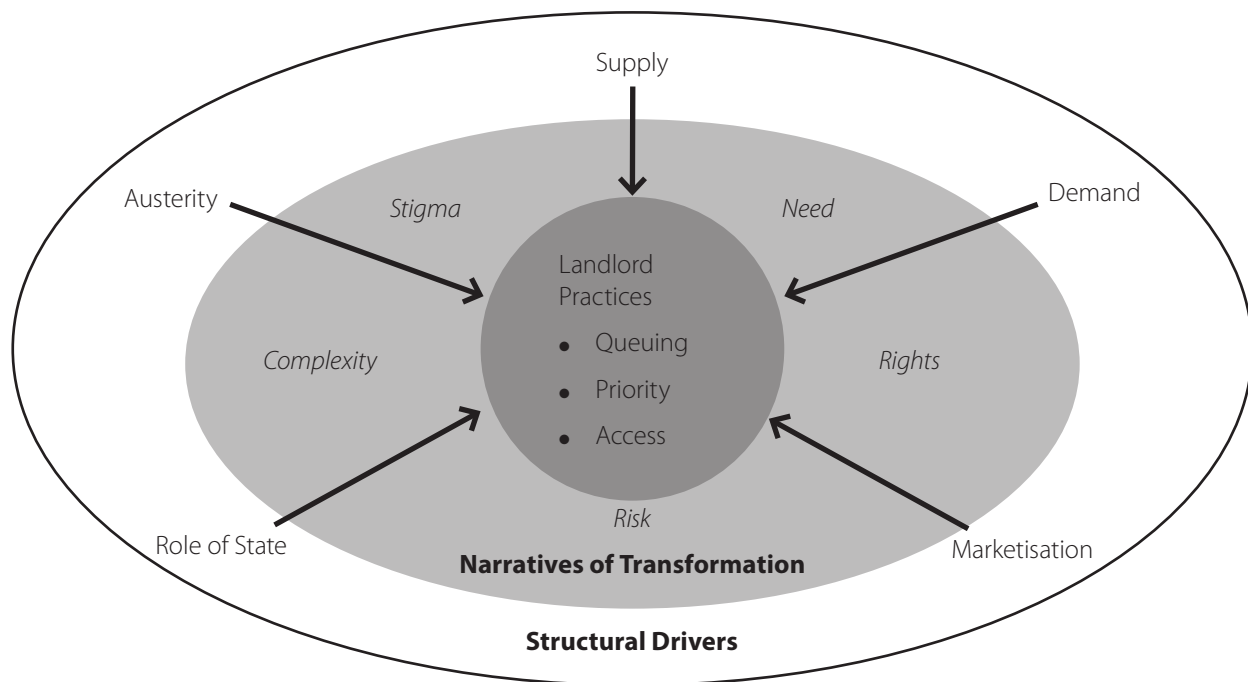 Supply
Austerity
Demand
Stigma
Need
Landlord
Practices
• Queuing
• Priority
• Access
Complexity
Rights
Risk
Role of State
Marketisation
Narratives of Transformation
Structural Drivers